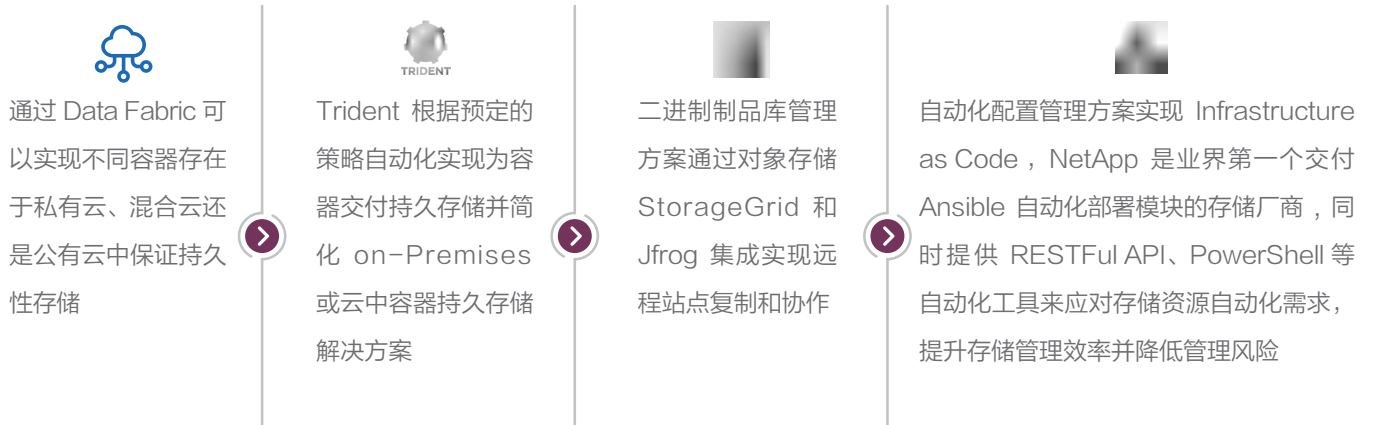 通过 Data Fabric 可
以实现不同容器存在
于私有云、混合云还
是公有云中保证持久
性存储
TRIDENT
Trident 根据预定的
策略自动化实现为容
器交付持久存储并简
化 on-Premises
或云中容器持久存储
解决方案
二进制制品库管理
方案通过对象存储
StorageGrid 和
Jfrog 集成实现远
程站点复制和协作
自动化配置管理方案实现 Infrastructure
as Code，NetApp 是业界第一个交付
Ansible 自动化部署模块的存储厂商，同
时提供 RESTFul API、PowerShell 等
自动化工具来应对存储资源自动化需求，
提升存储管理效率并降低管理风险